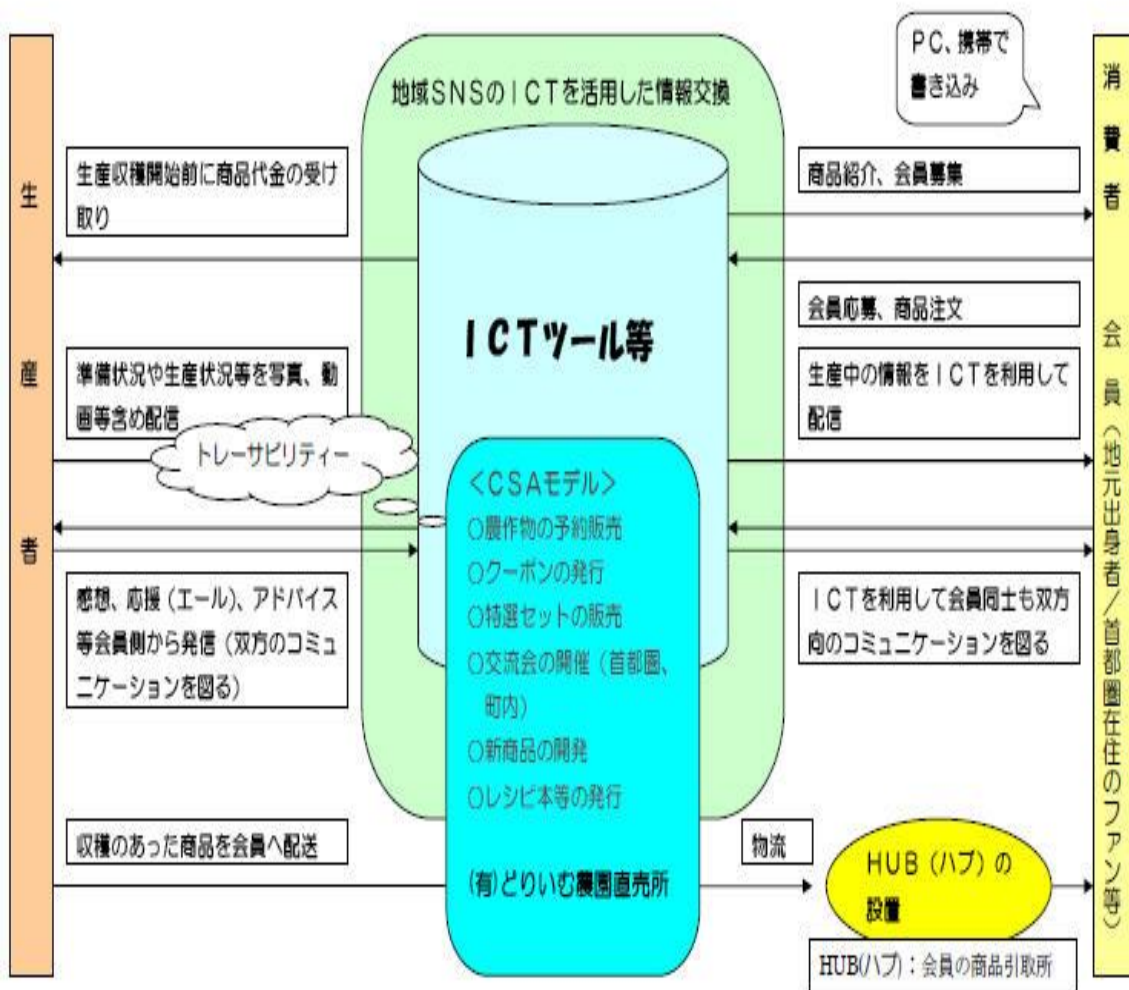 生産者
地域SNSのICTを活用した情報交換
PC、携帯で
書き込み
消費者 会員(地元出身者/首都圏在住のファン等)
生産収穫開始前に商品代金の受け
取り
商品紹介、会員募集
ICTツール等
会員応募、商品注文
準備状況や生産状況等を写真、動
画等含め配信
トレーサビリティー
生産中の情報をICTを利用して
配信
<CSAモデル>
○農作物の予約販売
○クーポンの発行
○特選セットの販売
○交流会の開催(首都圏、
町内)
○新商品の開発
○レシピ本等の発行
(有)どりいむ農園直売所
感想、応援(エール)、アドバイス
等会員側から発信(双方のコミュ
ニケーションを図る)
ICTを利用して会員同士も双方
向のコミュニケーションを図る
収穫のあった商品を会員へ配送
物流
HUB(ハブ)の
設置
HUB(ハブ):会員の商品引取所